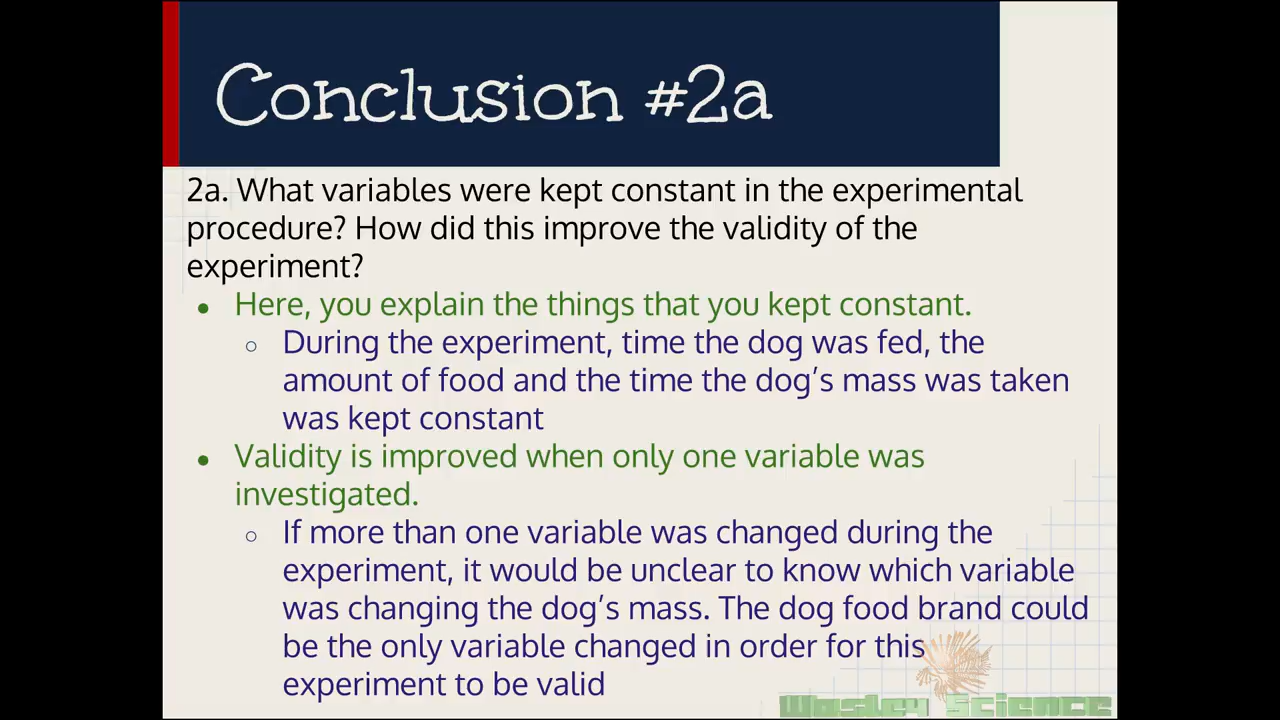 Conclusion #2a
2a. What variables were kept constant in the experimental
procedure? How did this improve the validity of the
experiment?
● Here, you explain the things that you kept constant.
○ During the experiment, time the dog was fed, the
amount of food and the time the dog’s mass was taken
was kept constant
● Validity is improved when only one variable was
investigated.
○ If more than one variable was changed during the
experiment, it would be unclear to know which variable
was changing the dog’s mass. The dog food brand could
be the only variable changed in order for this
experiment to be valid
Wasley Science